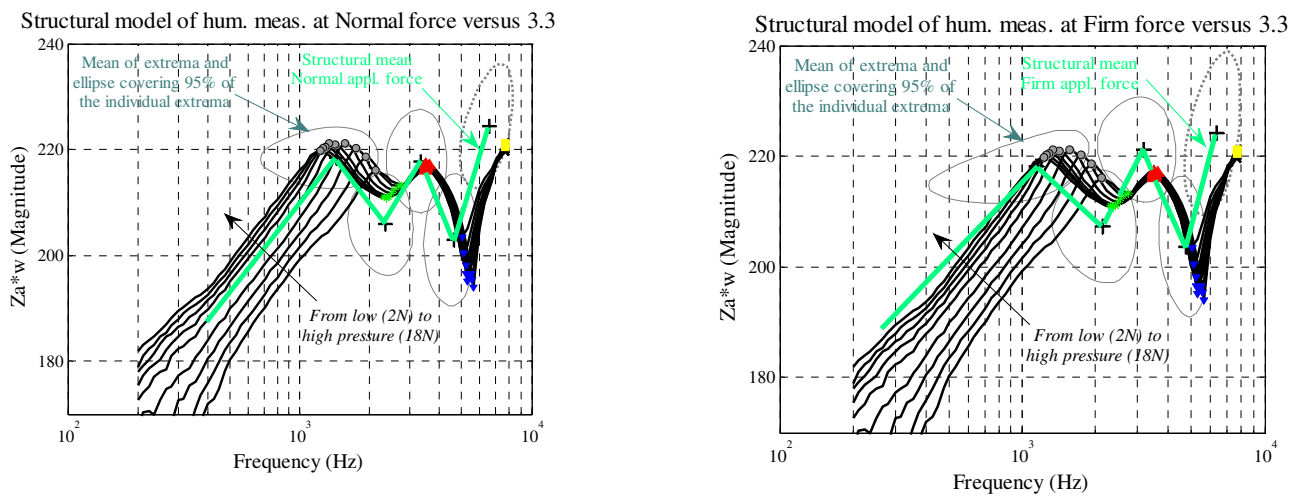 Structural model of hum. meas. at Normal force versus 3.3
240
220
200
180
Za*w (Magnitude)
Mean of extrema and
ellipse covering 95% of
the individual extrema
Structural mean
Normal appl. force
From low (2N) to
high pressure (18N)
10^2
10^3
10^4
Frequency (Hz)
Structural model of hum. meas. at Firm force versus 3.3
240
220
200
180
Za*w (Magnitude)
Mean of extrema and
ellipse covering 95% of
the individual extrema
Structural mean
Firm appl. force
From low (2N) to
high pressure (18N)
10^2
10^3
10^4
Frequency (Hz)